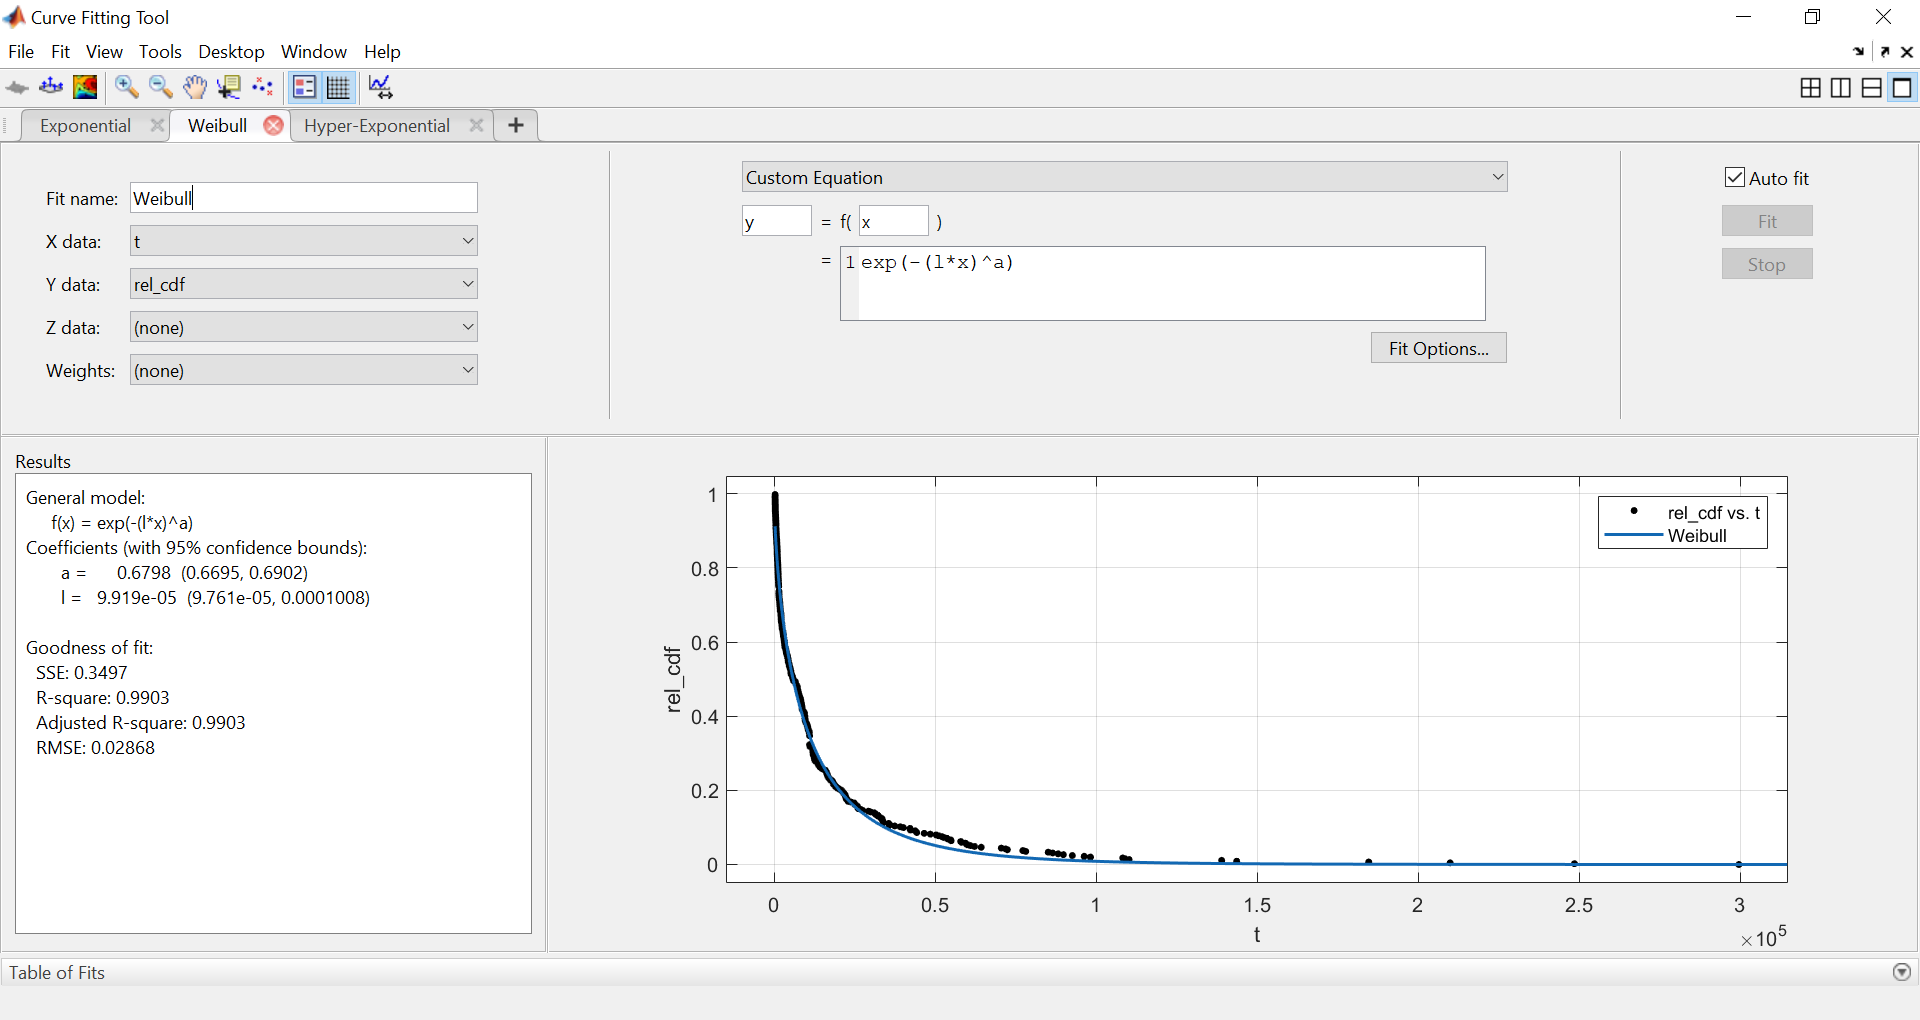 Curve Fitting Tool
File Fit View Tools Desktop Window Help
Exponential Weibull Hyper-Exponential +
Fit name: Weibull
X data: t
Y data: rel_cdf
Z data: (none)
Weights: (none)
Custom Equation
y = f( x )
= 1 exp(-(l*x)^a)
Fit Options...
Auto fit
Fit
Stop
Results
General model:
f(x) = exp(-(l*x)^a)
Coefficients (with 95% confidence bounds):
a = 0.6798 (0.6695, 0.6902)
l = 9.919e-05 (9.761e-05, 0.0001008)
Goodness of fit:
SSE: 0.3497
R-square: 0.9903
Adjusted R-square: 0.9903
RMSE: 0.02868
rel_cdf
1
0.8
0.6
0.4
0.2
0
rel_cdf vs. t
Weibull
0 0.5 1 1.5 2 2.5 3
t
×10^5
Table of Fits